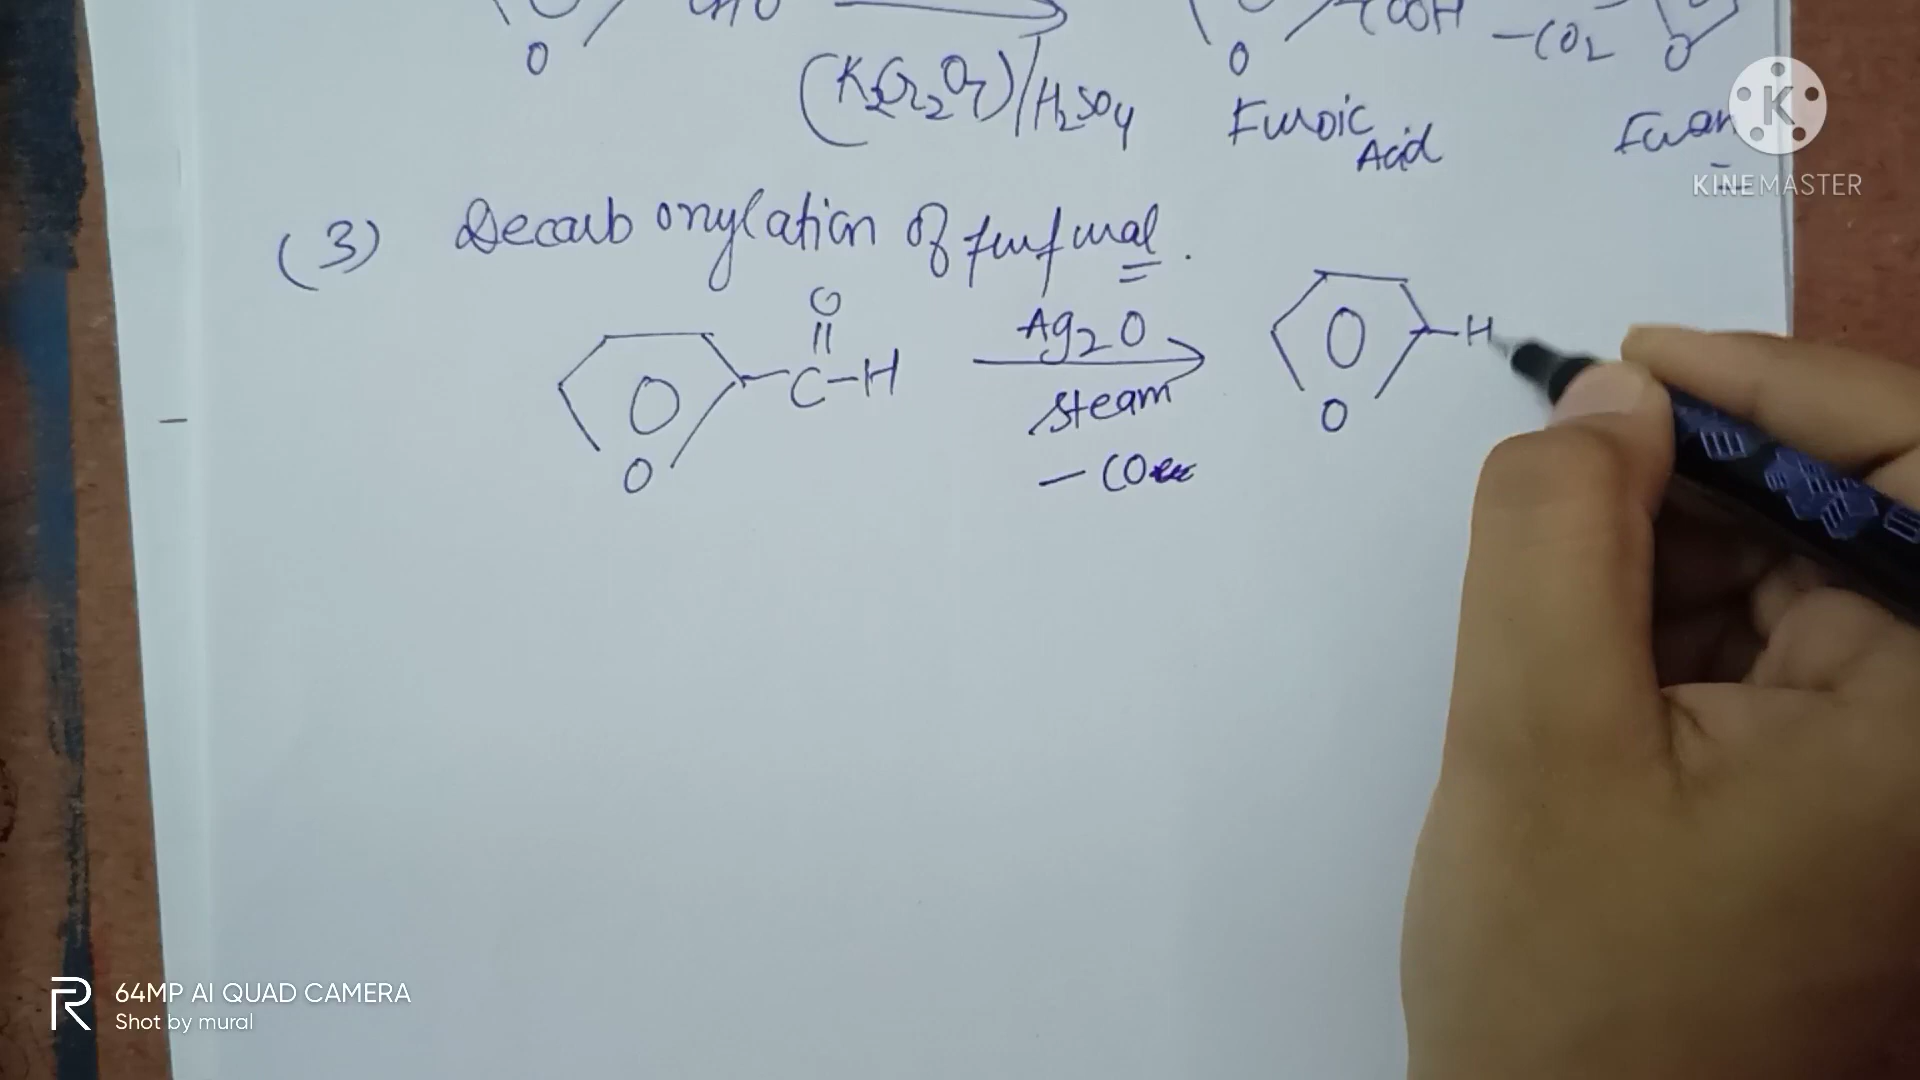 CHO COOH -CO2
O O O
(K2Cr2O7)/H2SO4 Furoic Acid Furan
KINEMASTER
(3) Decarbonylation of furfural.
O
C-H Ag2O H
O steam O
- CO
64MP AI QUAD CAMERA
Shot by mural